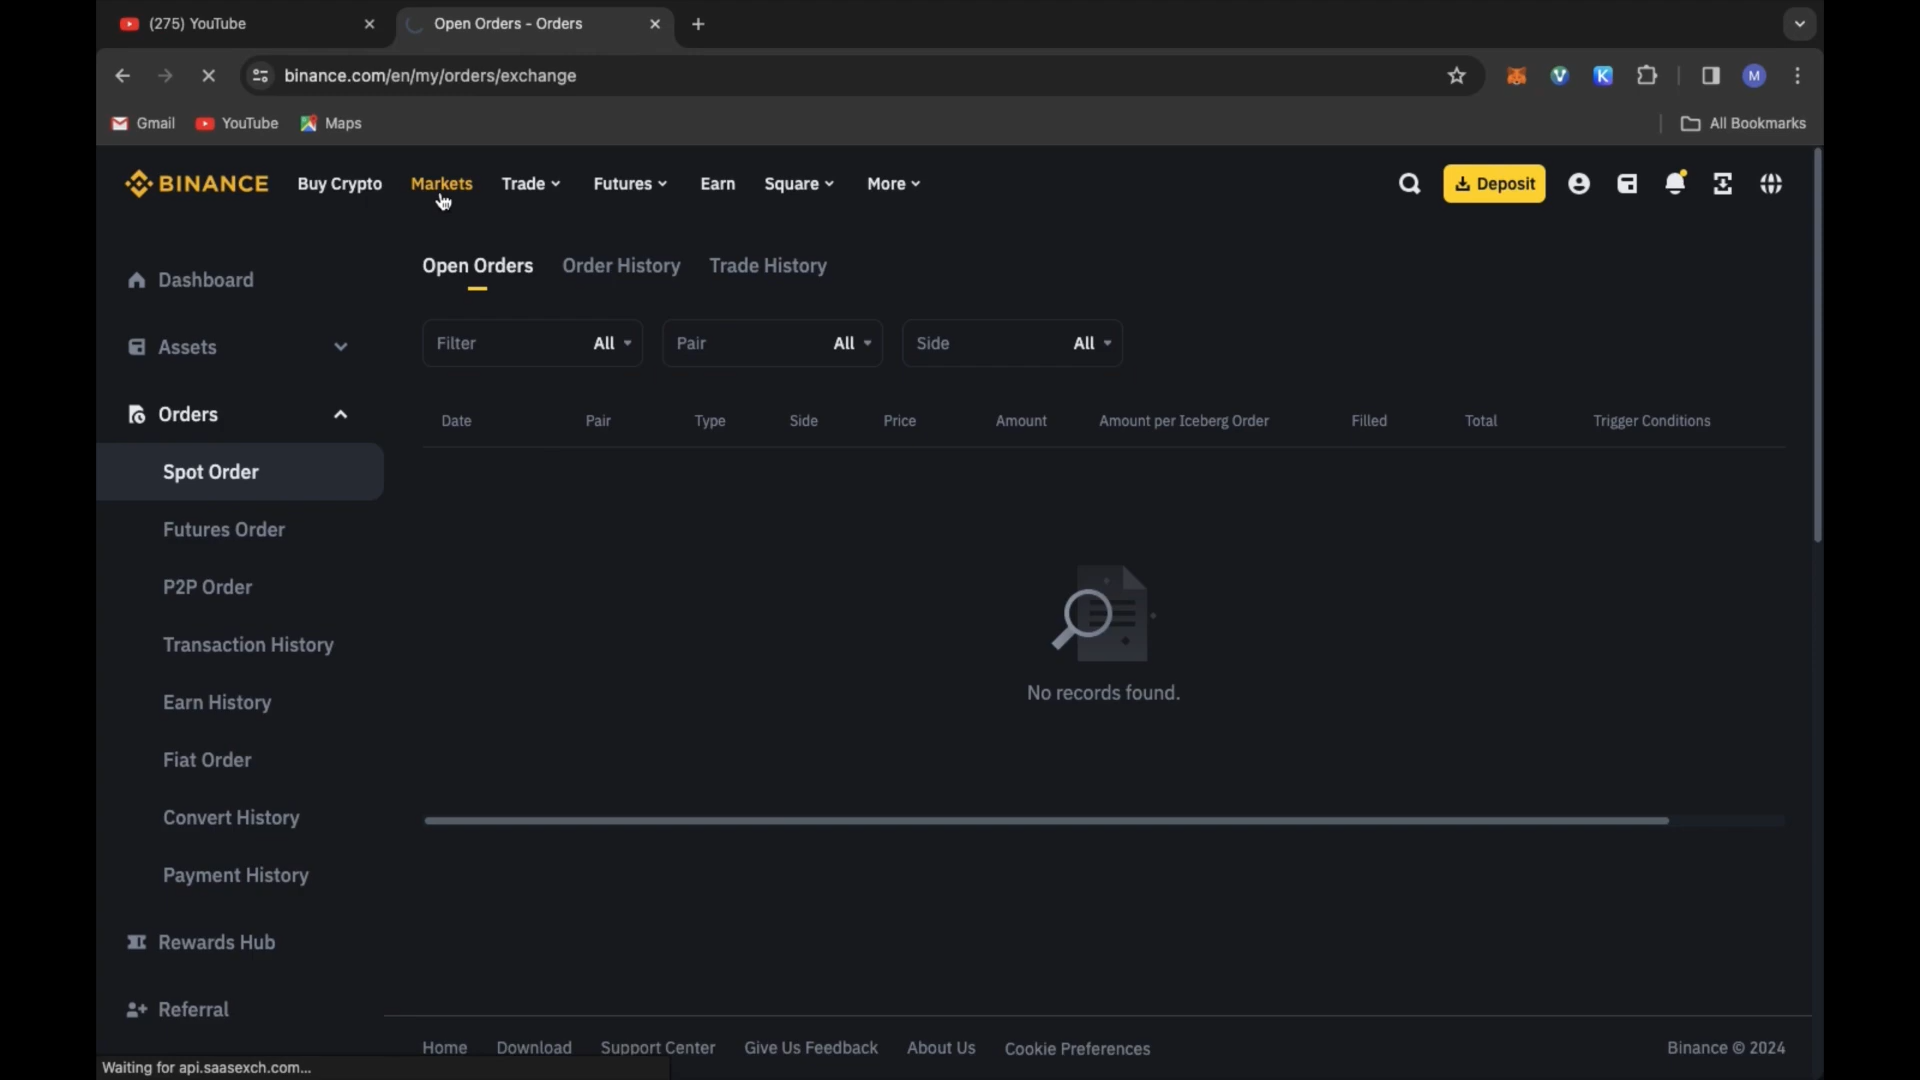 (275) YouTube
Open Orders - Orders
binance.com/en/my/orders/exchange
K
M
Gmail YouTube Maps All Bookmarks
BINANCE Buy Crypto Markets Trade Futures Earn Square More Deposit
Open Orders Order History Trade History
Dashboard
Filter All Pair All Side All
Assets
Orders
Date Pair Type Side Price Amount Amount per Iceberg Order Filled Total Trigger Conditions
Spot Order
Futures Order
P2P Order
Transaction History
No records found.
Earn History
Fiat Order
Convert History
Payment History
Rewards Hub
Referral
Home Download Support Center Give Us Feedback About Us Cookie Preferences Binance © 2024
Waiting for api.saasexch.com...